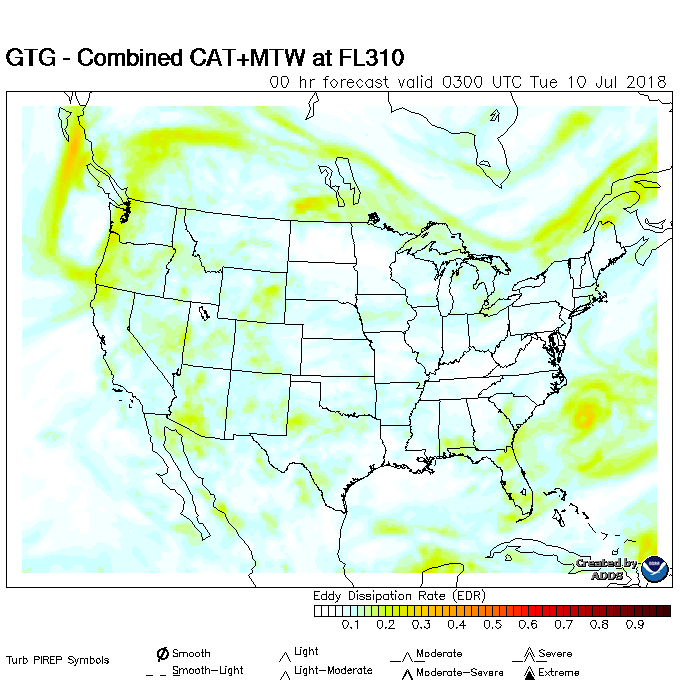 GTG - Combined CAT+MTW at FL310
00 hr forecast valid 0300 UTC Tue 10 Jul 2018
Created by
ADDS
Eddy Dissipation Rate (EDR)
0.1 0.2 0.3 0.4 0.5 0.6 0.7 0.8 0.9
Turb PIREP Symbols
Smooth Light Moderate Severe
Smooth-Light Light-Moderate Moderate-Severe Extreme